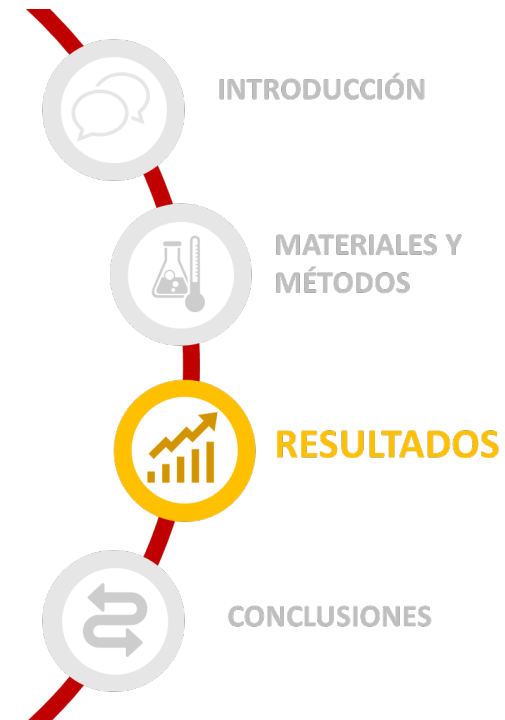 INTRODUCCIÓN
MATERIALES Y
MÉTODOS
RESULTADOS
CONCLUSIONES